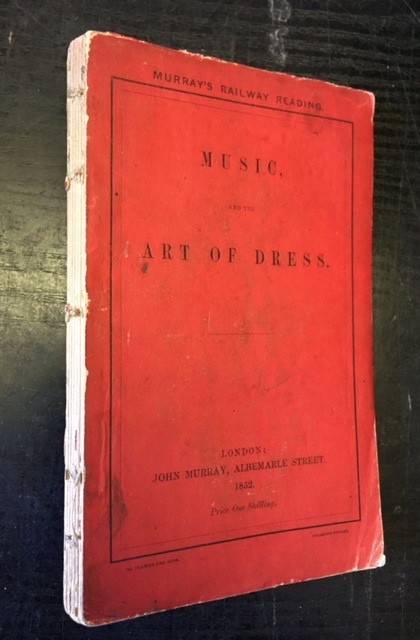 MURRAY'S RAILWAY READING.
MUSIC,
AND THE
ART OF DRESS.
LONDON:
JOHN MURRAY, ALBEMARLE STREET.
1852.
Price One Shilling.